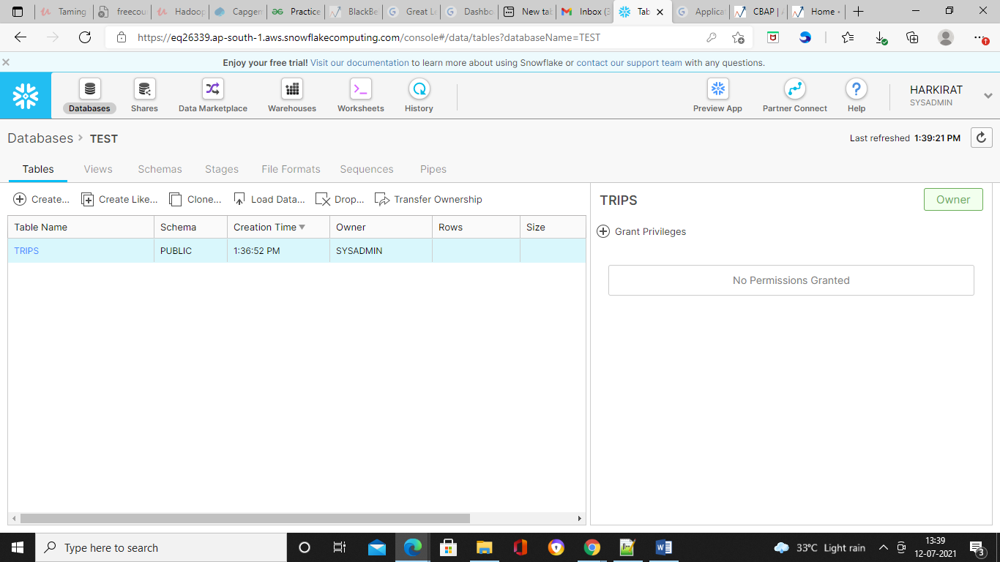 Taming
freecou
Hadoop
Capgen
Practice
BlackBe
Great Le
Dashbo
New tab
Inbox (3
Tab
Applicat
CBAP | A
Home -
https://eq26339.ap-south-1.aws.snowflakecomputing.com/console#/data/tables?databaseName=TEST
Enjoy your free trial! Visit our documentation to learn more about using Snowflake or contact our support team with any questions.
Databases
Shares
Data Marketplace
Warehouses
Worksheets
History
Preview App
Partner Connect
Help
HARKIRAT
SYSADMIN
Databases > TEST
Last refreshed 1:39:21 PM
Tables
Views
Schemas
Stages
File Formats
Sequences
Pipes
Create...
Create Like...
Clone...
Load Data...
Drop...
Transfer Ownership
TRIPS
Owner
Table Name
Schema
Creation Time
Owner
Rows
Size
Grant Privileges
TRIPS
PUBLIC
1:36:52 PM
SYSADMIN
No Permissions Granted
Type here to search
33°C Light rain
13:39
12-07-2021
3